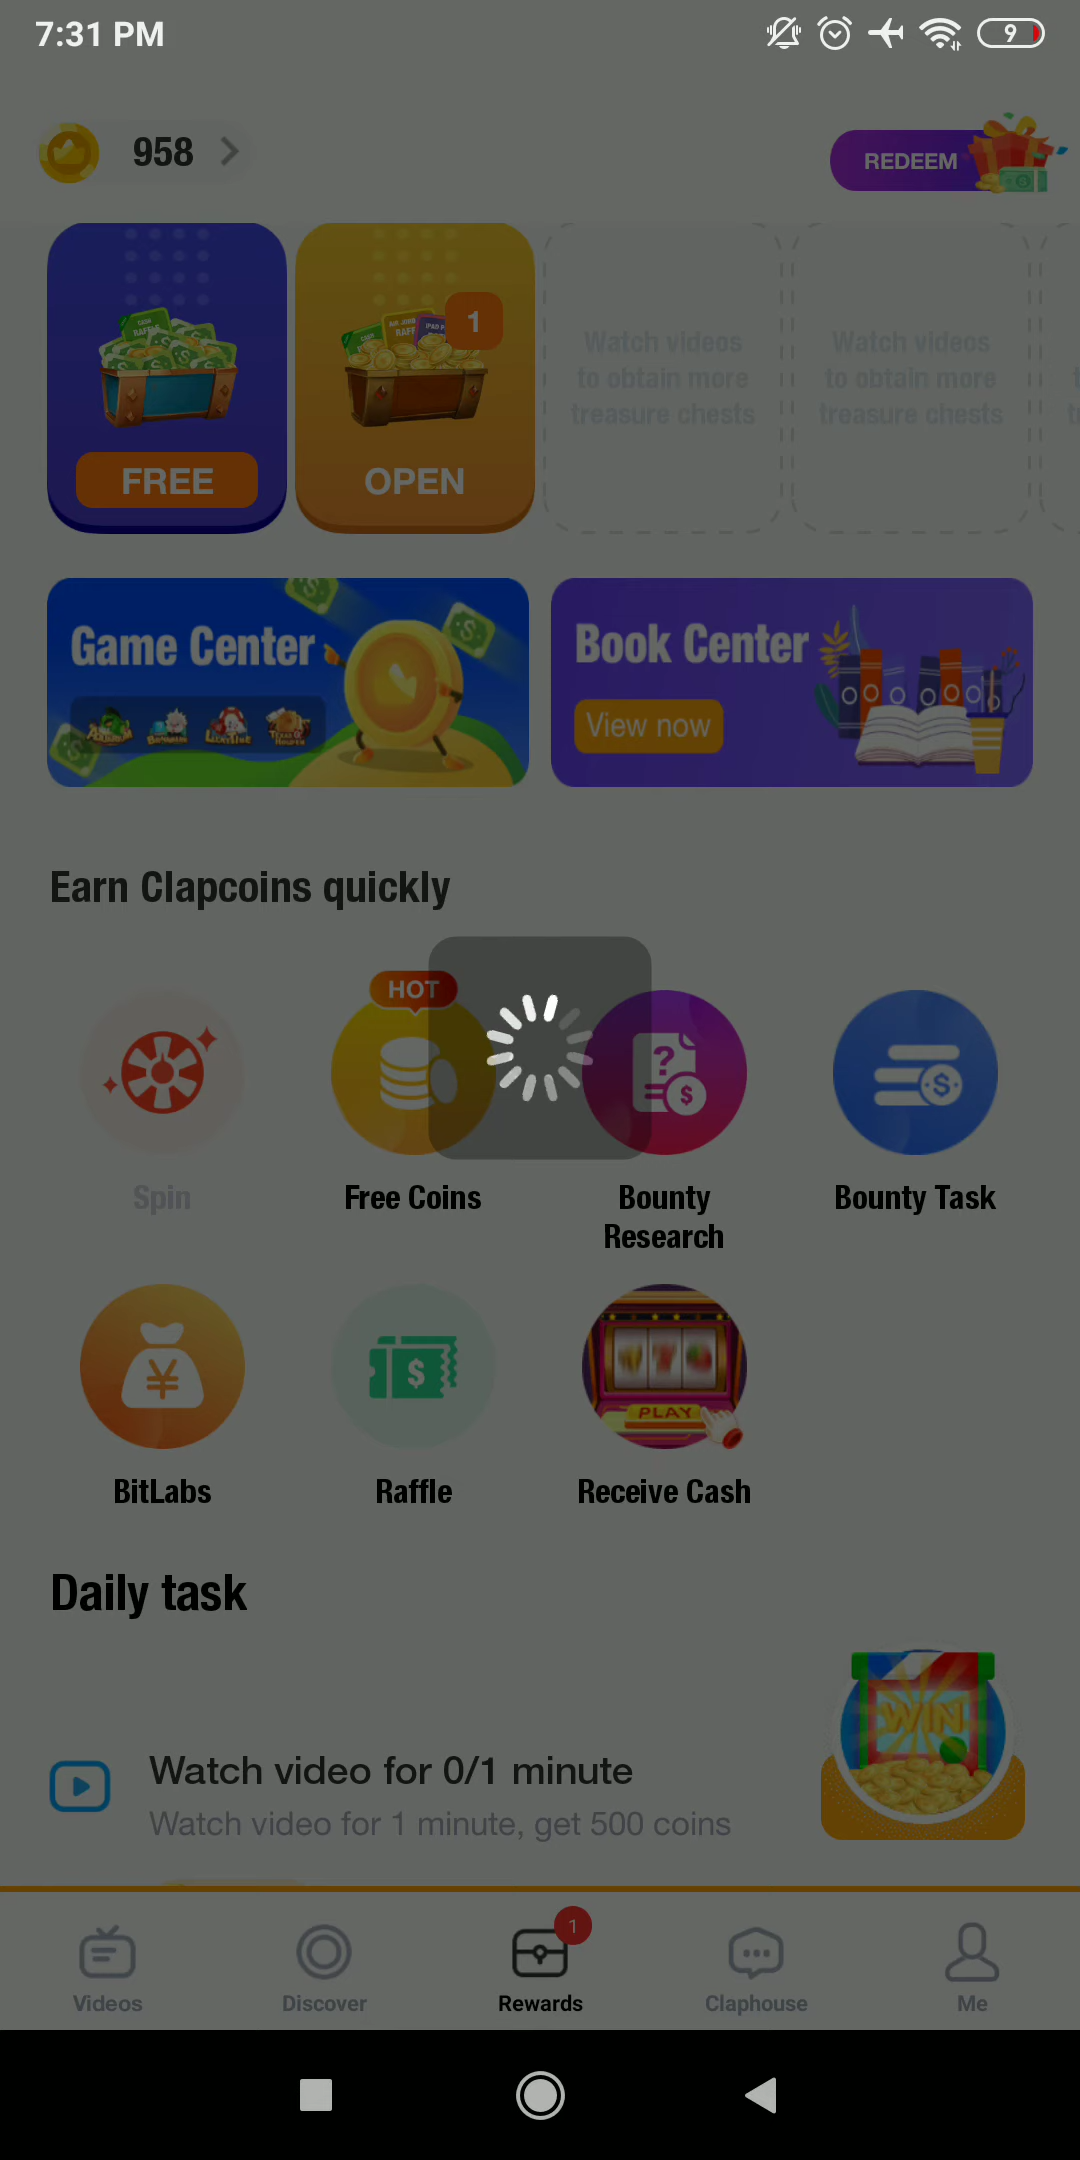 7:31 PM
9
958
REDEEM
FREE
1
OPEN
Watch videos
to obtain more
treasure chests
Watch videos
to obtain more
treasure chests
Game Center
Book Center
View now
Earn Clapcoins quickly
HOT
Spin
Free Coins
Bounty
Research
Bounty Task
BitLabs
Raffle
PLAY
Receive Cash
Daily task
WIN
Watch video for 0/1 minute
Watch video for 1 minute, get 500 coins
1
Videos
Discover
Rewards
Claphouse
Me